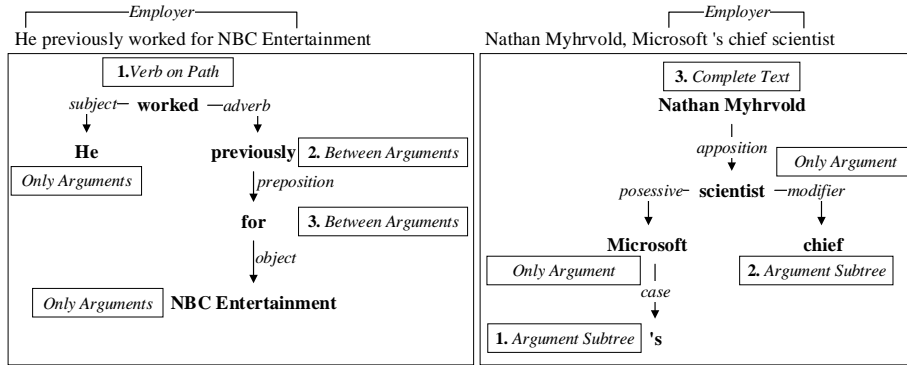 Employer
He previously worked for NBC Entertainment
1.Verb on Path
subject worked adverb
He previously 2. Between Arguments
Only Arguments
preposition
for 3. Between Arguments
object
Only Arguments NBC Entertainment
Employer
Nathan Myhrvold, Microsoft 's chief scientist
3. Complete Text
Nathan Myhrvold
apposition
Only Argument
posessive scientist modifier
Microsoft chief
Only Argument 2. Argument Subtree
case
1. Argument Subtree 's